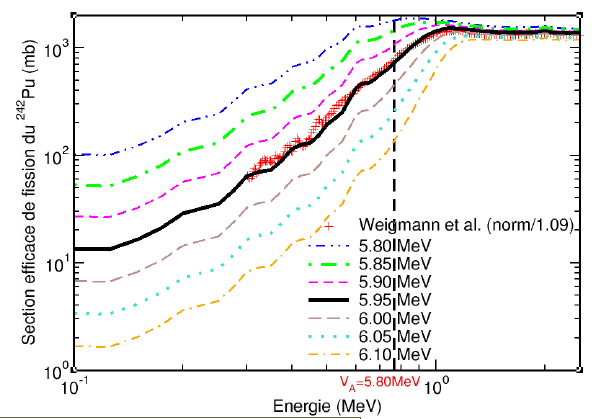 Section efficace de fission du ²⁴²Pu (mb)
10³
10²
10¹
10⁰
Weigmann et al. (norm/1.09)
5.80 MeV
5.85 MeV
5.90 MeV
5.95 MeV
6.00 MeV
6.05 MeV
6.10 MeV
10⁻¹
V_A=5.80MeV
10⁰
Energie (MeV)